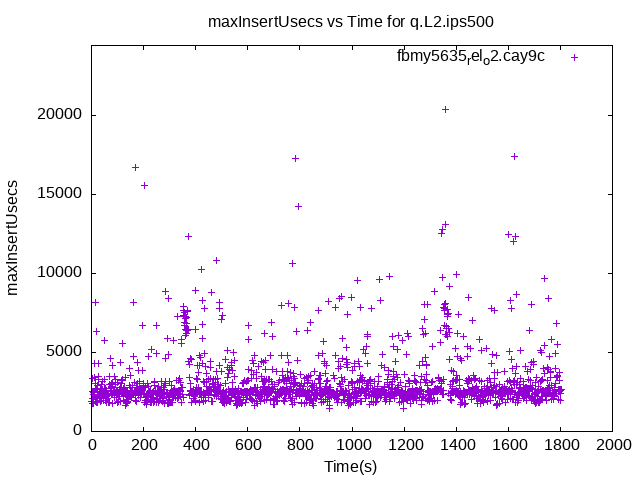 maxInsertUsecs vs Time for q.L2.ips500
fbmy5635relo2.cay9c
maxInsertUsecs
20000
15000
10000
5000
0
0 200 400 600 800 1000 1200 1400 1600 1800 2000
Time(s)